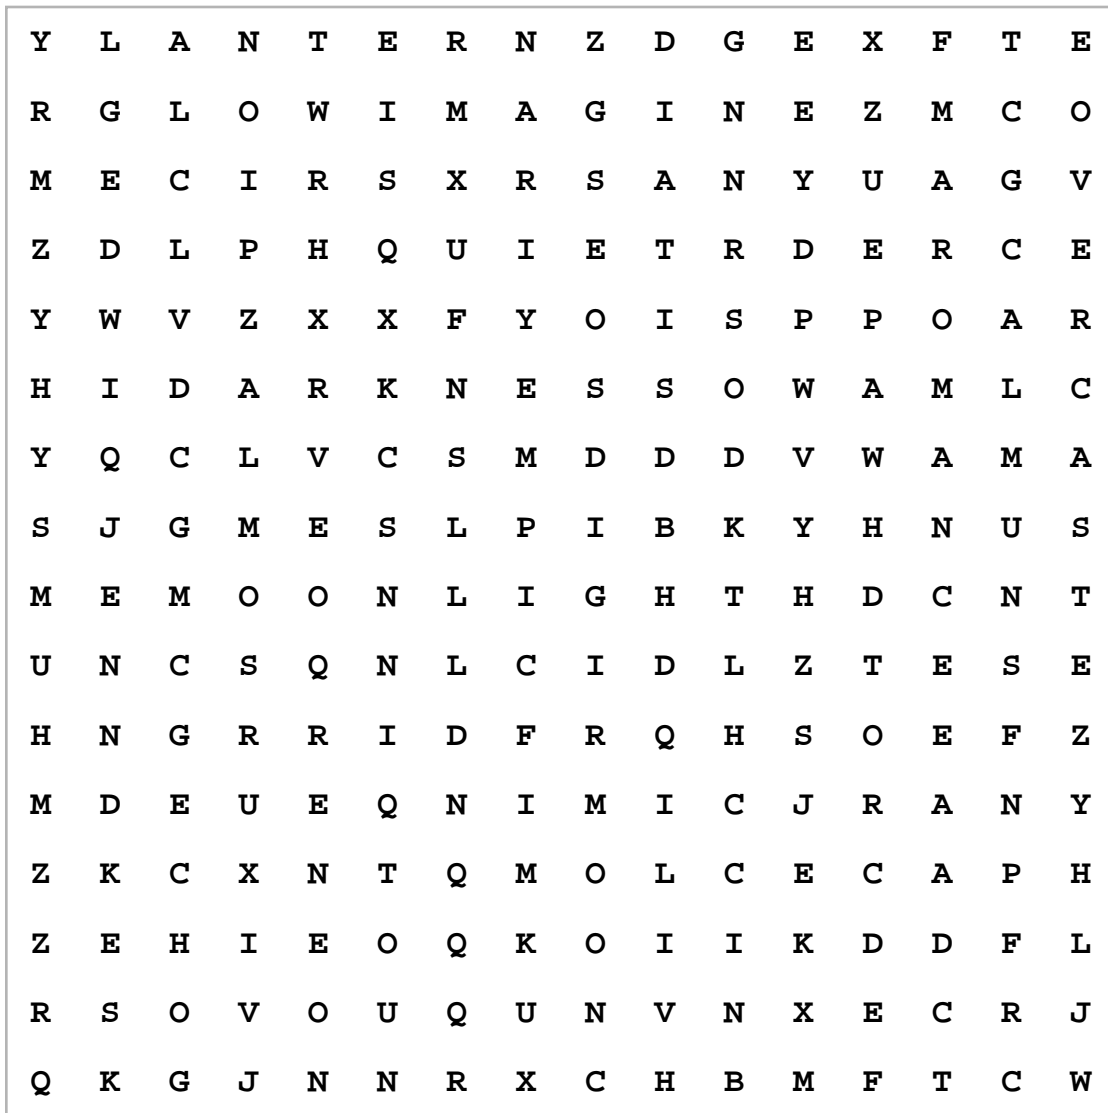 Y L A N T E R N Z D G E X F T E
R G L O W I M A G I N E Z M C O
M E C I R S X R S A N Y U A G V
Z D L P H Q U I E T R D E R C E
Y W V Z X X F Y O I S P P O A R
H I D A R K N E S S O W A M L C
Y Q C L V C S M D D D V W A M A
S J G M E S L P I B K Y H N U S
M E M O O N L I G H T H D C N T
U N C S Q N L C I D L Z T E S E
H N G R R I D F R Q H S O E F Z
M D E U E Q N I M I C J R A N Y
Z K C X N T Q M O L C E C A P H
Z E H I E O Q K O I I K D D F L
R S O V O U Q U N V N X E C R J
Q K G J N N R X C H B M F T C W